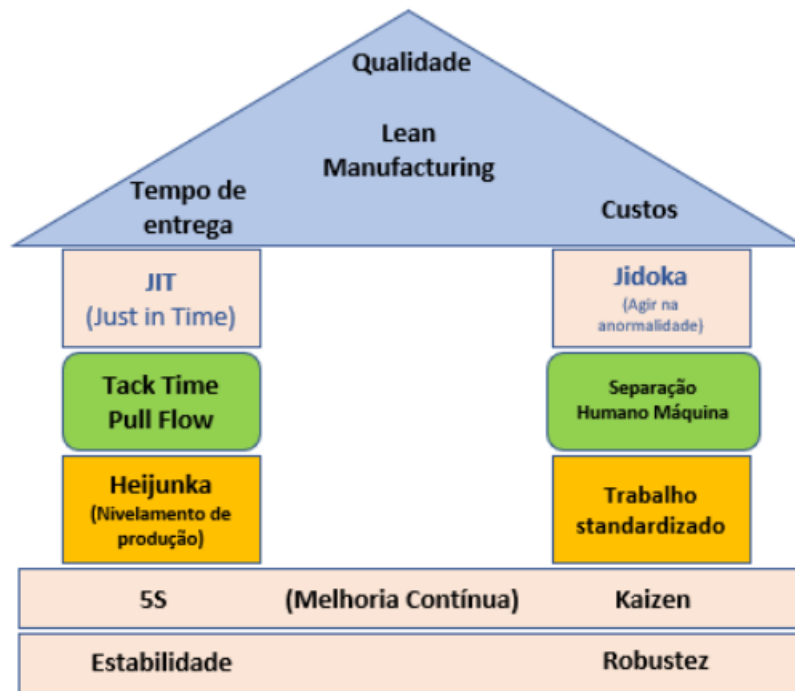 Qualidade
Lean
Manufacturing
Tempo de
entrega
Custos
JIT
(Just in Time)
Jidoka
(Agir na
anormalidade)
Tack Time
Pull Flow
Separação
Humano Máquina
Heijunka
(Nivelamento de
produção)
Trabalho
standardizado
5S (Melhoria Contínua) Kaizen
Estabilidade Robustez